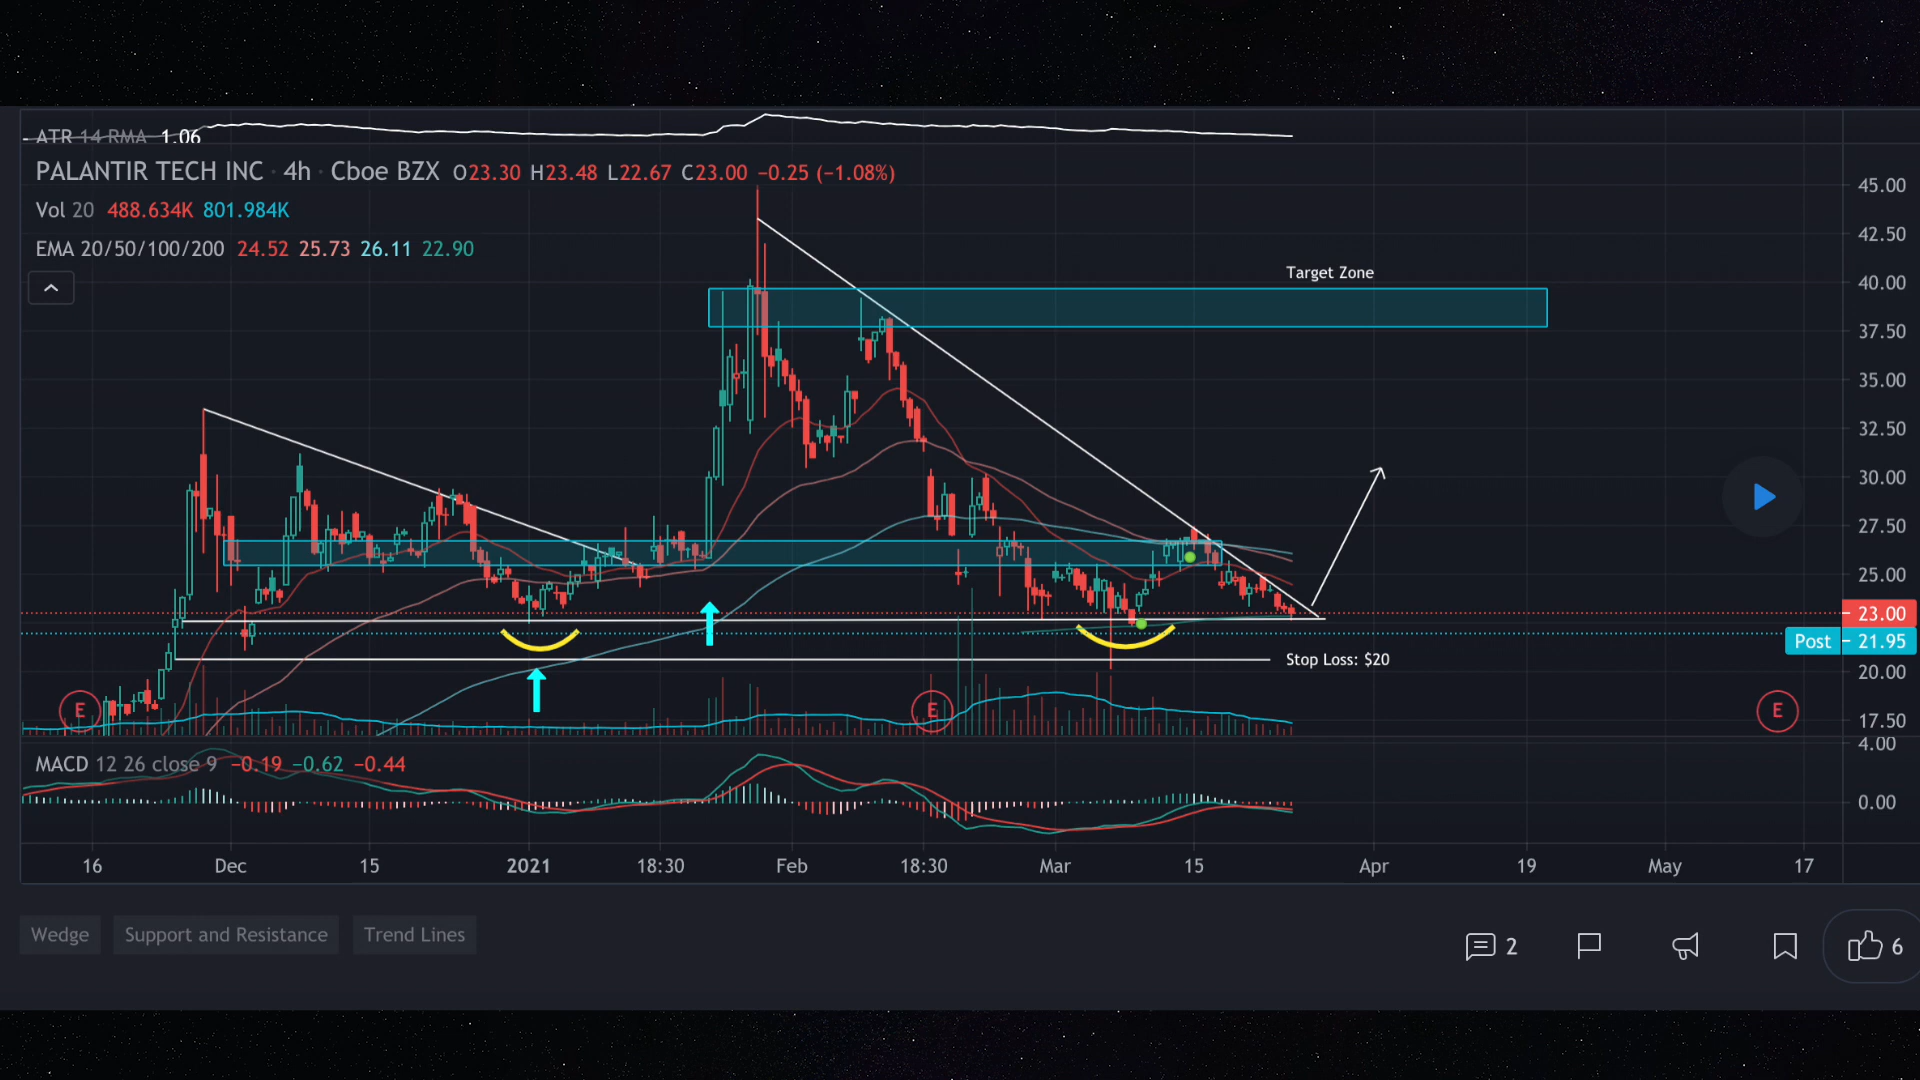 ATR 14 RMA 1.06
PALANTIR TECH INC · 4h · Cboe BZX O23.30 H23.48 L22.67 C23.00 −0.25 (−1.08%)
Vol 20 488.634K 801.984K
EMA 20/50/100/200 24.52 25.73 26.11 22.90
45.00
42.50
Target Zone
40.00
37.50
35.00
32.50
30.00
27.50
25.00
23.00
Post 21.95
Stop Loss: $20
20.00
E E E
17.50
4.00
MACD 12 26 close 9 −0.19 −0.62 −0.44
0.00
16 Dec 15 2021 18:30 Feb 18:30 Mar 15 Apr 19 May 17
Wedge Support and Resistance Trend Lines
2 6